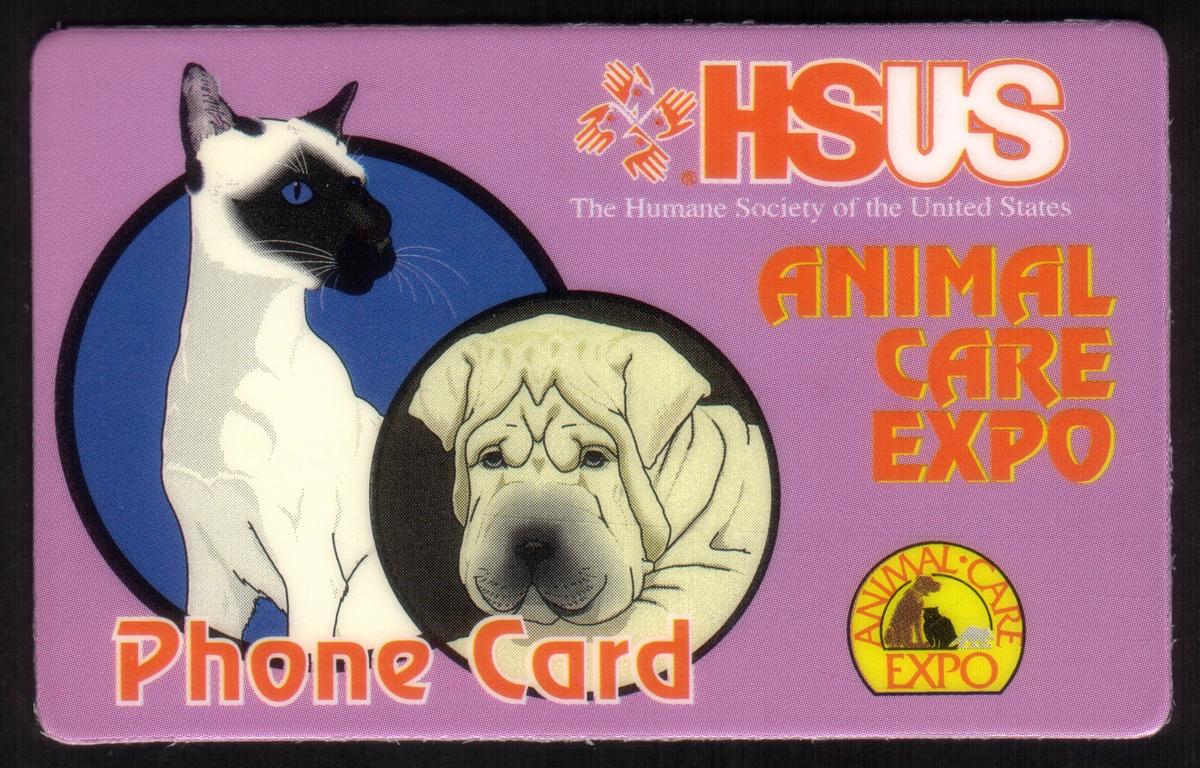 ®HSUS
The Humane Society of the United States
ANIMAL
CARE
EXPO
ANIMAL·CARE
EXPO
Phone Card